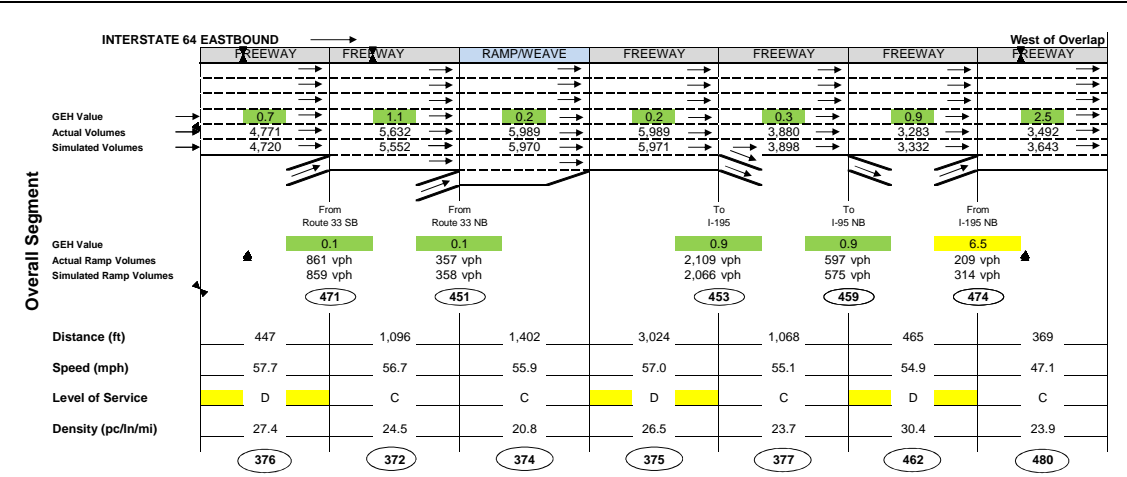 INTERSTATE 64 EASTBOUND West of Overlap
FREEWAY FREEWAY RAMP/WEAVE FREEWAY FREEWAY FREEWAY FREEWAY
GEH Value 0.7 1.1 0.2 0.2 0.3 0.9 2.5
Actual Volumes 4,771 5,632 5,989 5,989 3,880 3,283 3,492
Simulated Volumes 4,720 5,552 5,970 5,971 3,898 3,332 3,643
Overall Segment
From From To To From
Route 33 SB Route 33 NB I-195 I-95 NB I-195 NB
GEH Value 0.1 0.1 0.9 0.9 6.5
Actual Ramp Volumes 861 vph 357 vph 2,109 vph 597 vph 209 vph
Simulated Ramp Volumes 859 vph 358 vph 2,066 vph 575 vph 314 vph
471 451 453 459 474
Distance (ft) 447 1,096 1,402 3,024 1,068 465 369
Speed (mph) 57.7 56.7 55.9 57.0 55.1 54.9 47.1
Level of Service D C C D C D C
Density (pc/ln/mi) 27.4 24.5 20.8 26.5 23.7 30.4 23.9
376 372 374 375 377 462 480